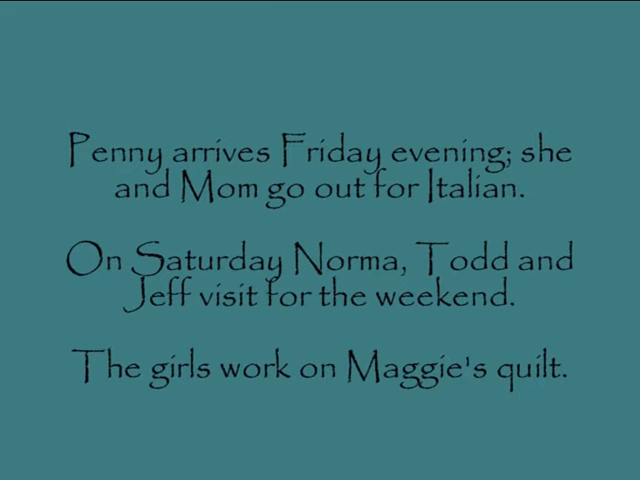 Penny arrives Friday evening; she
and Mom go out for Italian.
On Saturday Norma, Todd and
Jeff visit for the weekend.
The girls work on Maggie's quilt.